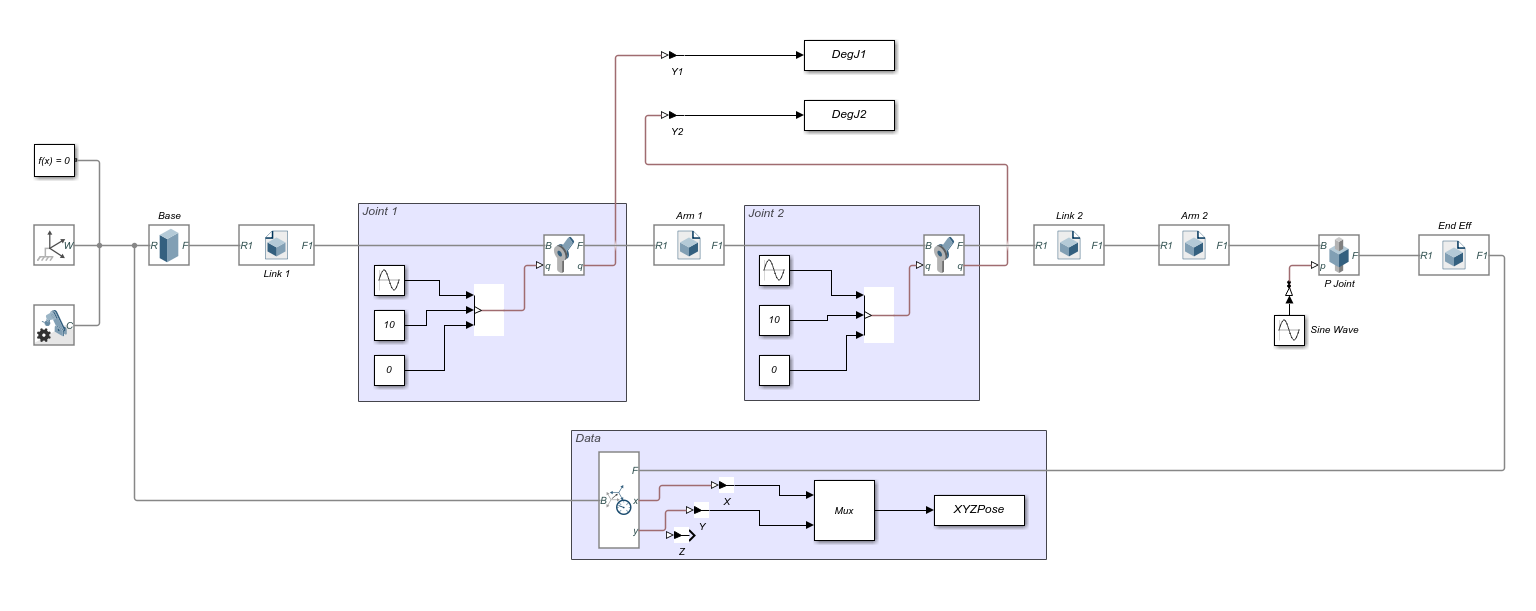 DegJ1
Y1
DegJ2
Y2
f(x) = 0
W
C
Base
R F
R1 F1
Link 1
Joint 1
B F
q q
10
0
Arm 1
R1 F1
Joint 2
B F
q q
10
0
Link 2
R1 F1
Arm 2
R1 F1
B
p F
P Joint
Sine Wave
End Eff
R1 F1
Data
F
B x
y
X
Y
Z
Mux
XYZPose